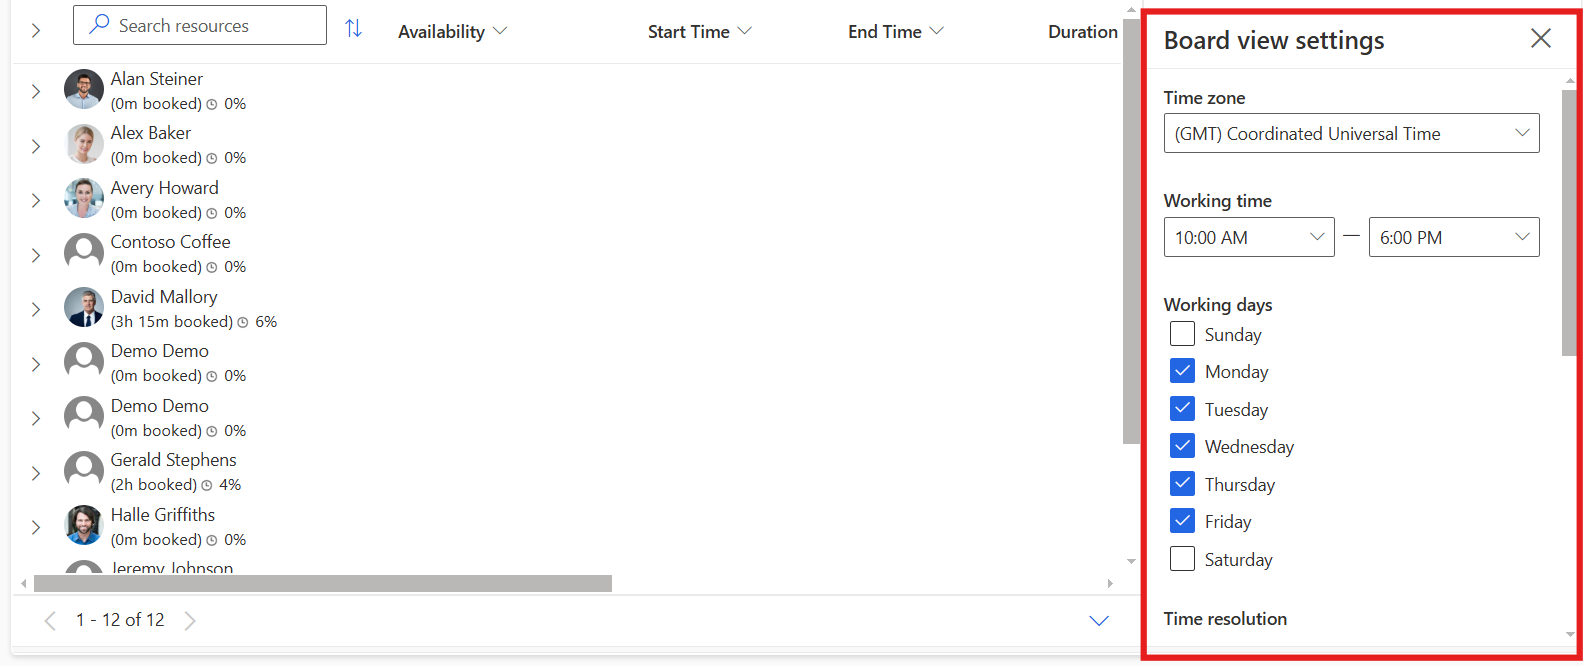 Search resources
Availability
Start Time
End Time
Duration
Alan Steiner
(0m booked) 0%
Alex Baker
(0m booked) 0%
Avery Howard
(0m booked) 0%
Contoso Coffee
(0m booked) 0%
David Mallory
(3h 15m booked) 6%
Demo Demo
(0m booked) 0%
Demo Demo
(0m booked) 0%
Gerald Stephens
(2h booked) 4%
Halle Griffiths
(0m booked) 0%
Jeremy Johnson
1 - 12 of 12
Board view settings
Time zone
(GMT) Coordinated Universal Time
Working time
10:00 AM — 6:00 PM
Working days
Sunday
Monday
Tuesday
Wednesday
Thursday
Friday
Saturday
Time resolution